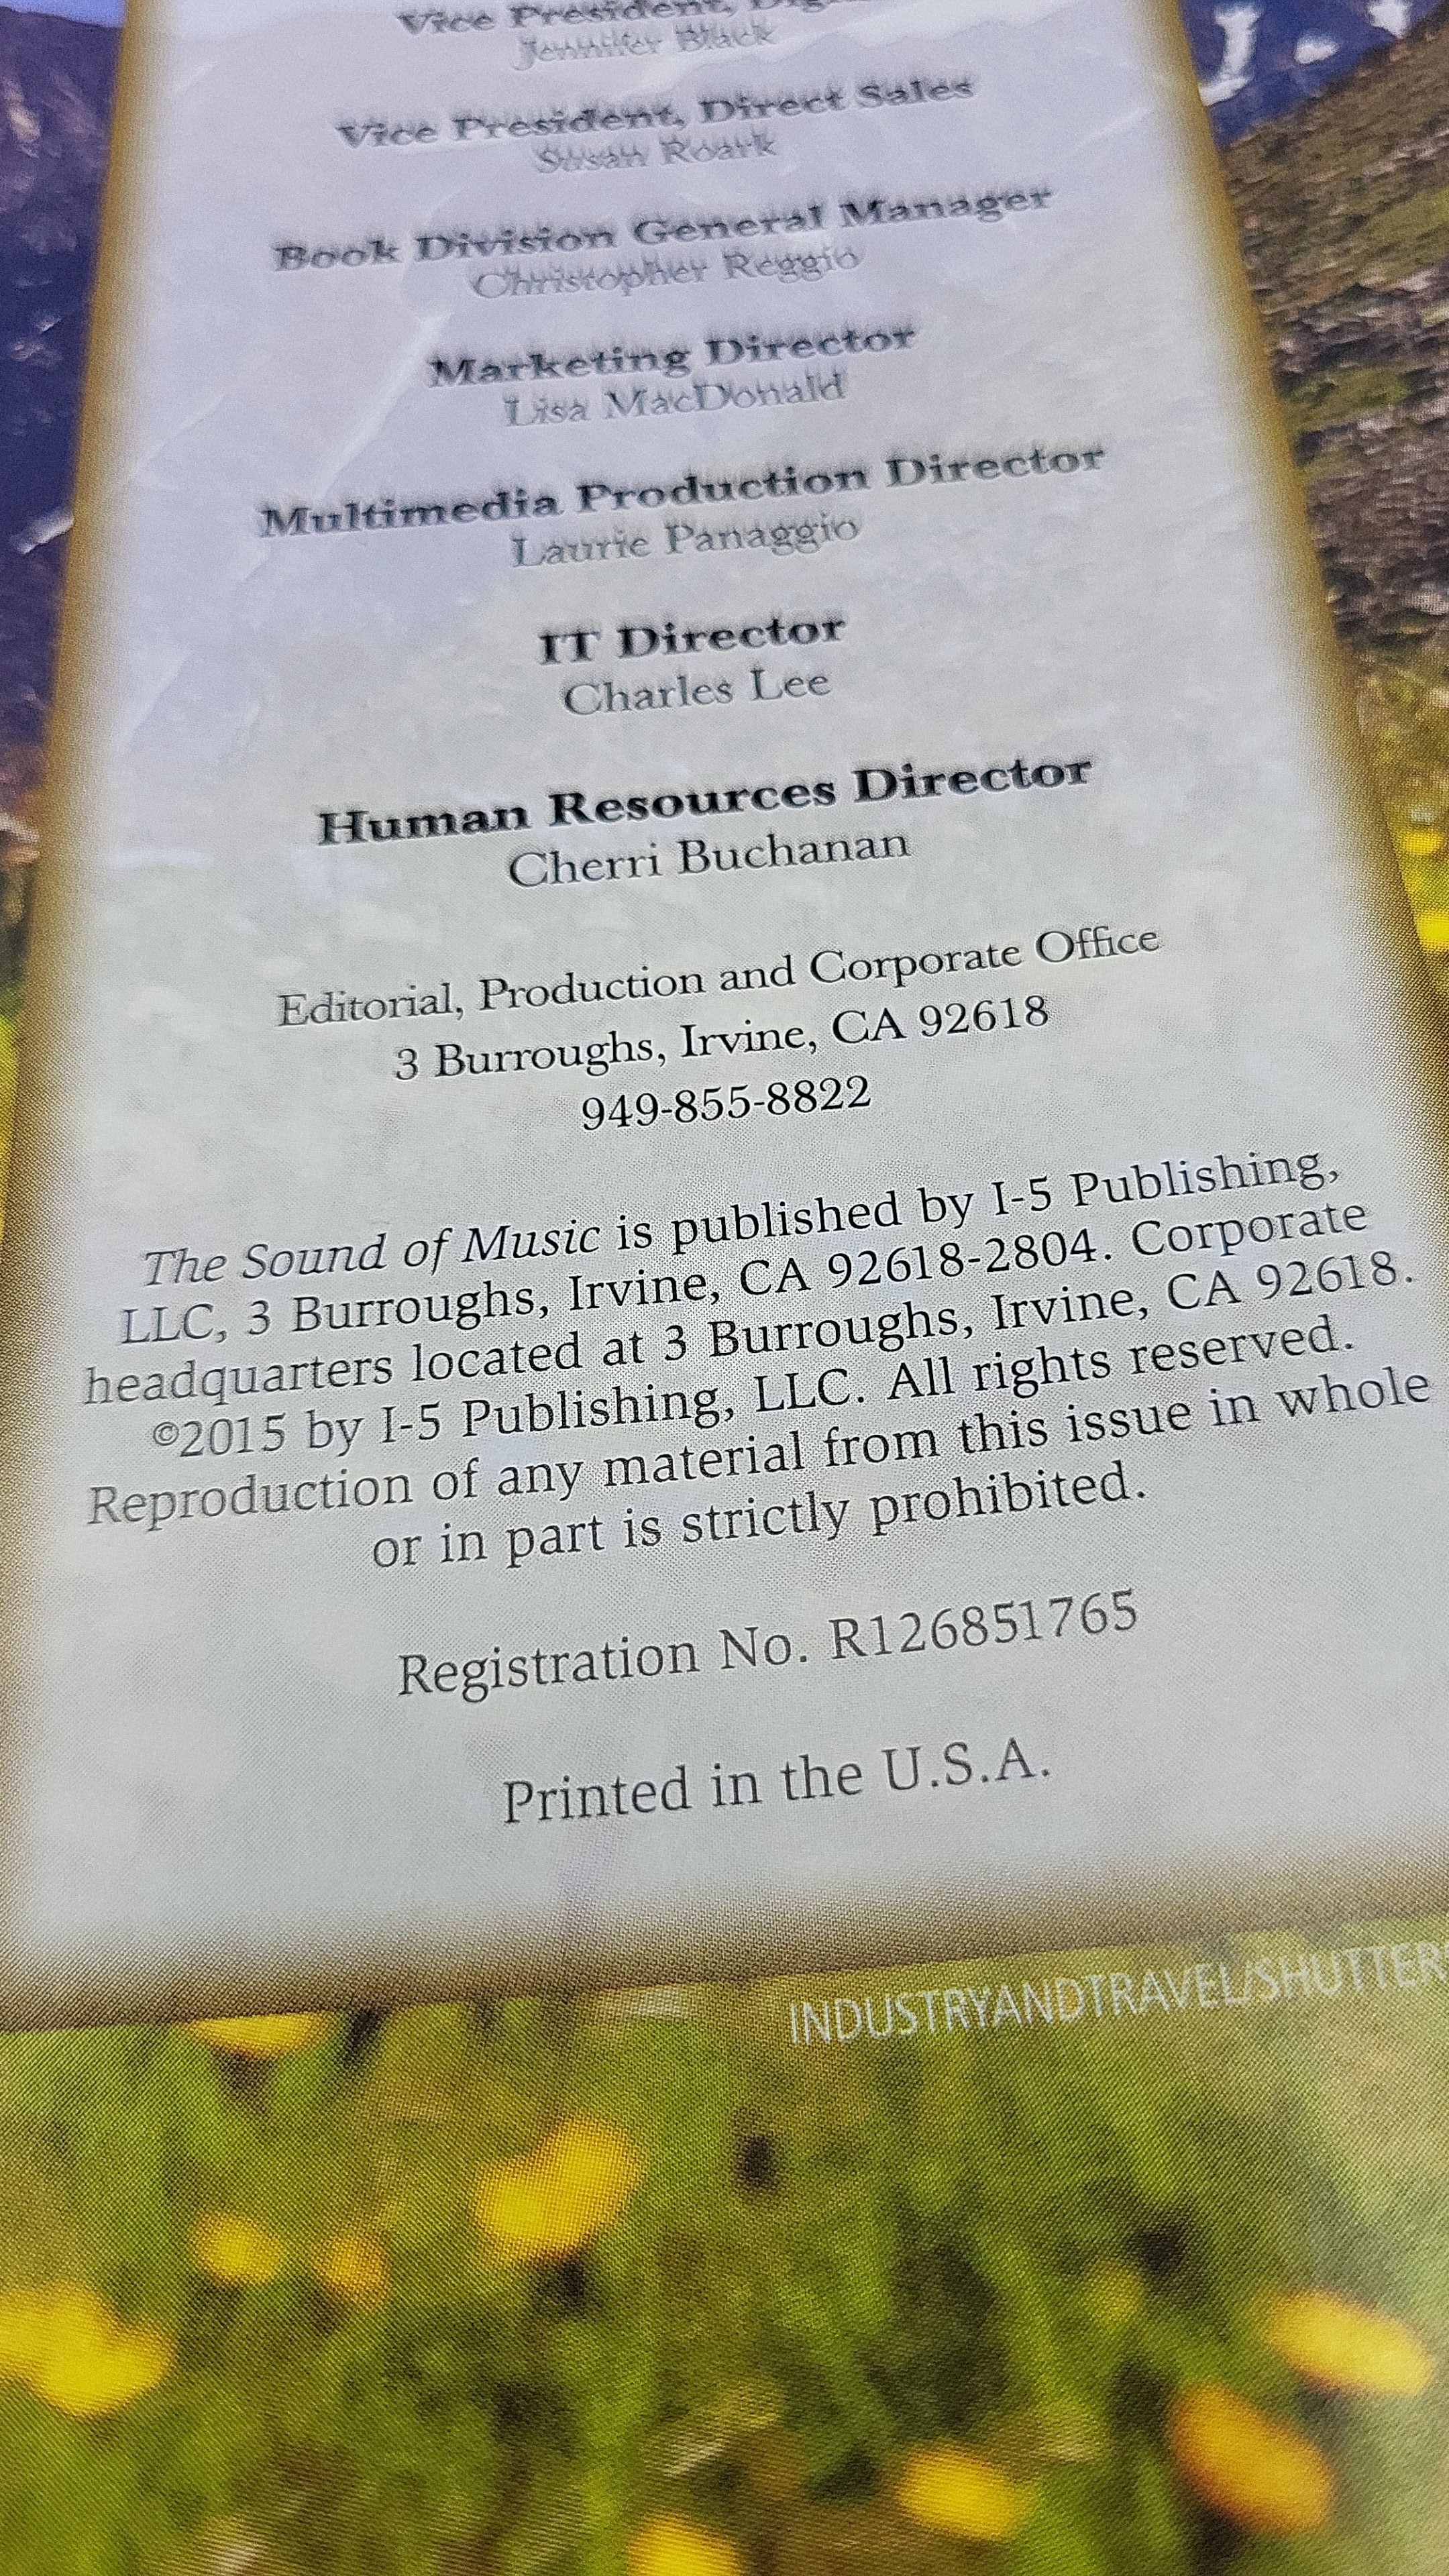 Vice President,
Jennifer Black
Vice President, Direct Sales
Susan Roark
Book Division General Manager
Christopher Reggio
Marketing Director
Lisa MacDonald
Multimedia Production Director
Laurie Panaggio
IT Director
Charles Lee
Human Resources Director
Cherri Buchanan
Editorial, Production and Corporate Office
3 Burroughs, Irvine, CA 92618
949-855-8822
The Sound of Music is published by I-5 Publishing,
LLC, 3 Burroughs, Irvine, CA 92618-2804. Corporate
headquarters located at 3 Burroughs, Irvine, CA 92618.
©2015 by I-5 Publishing, LLC. All rights reserved.
Reproduction of any material from this issue in whole
or in part is strictly prohibited.
Registration No. R126851765
Printed in the U.S.A.
INDUSTRYANDTRAVEL/SHUTTER